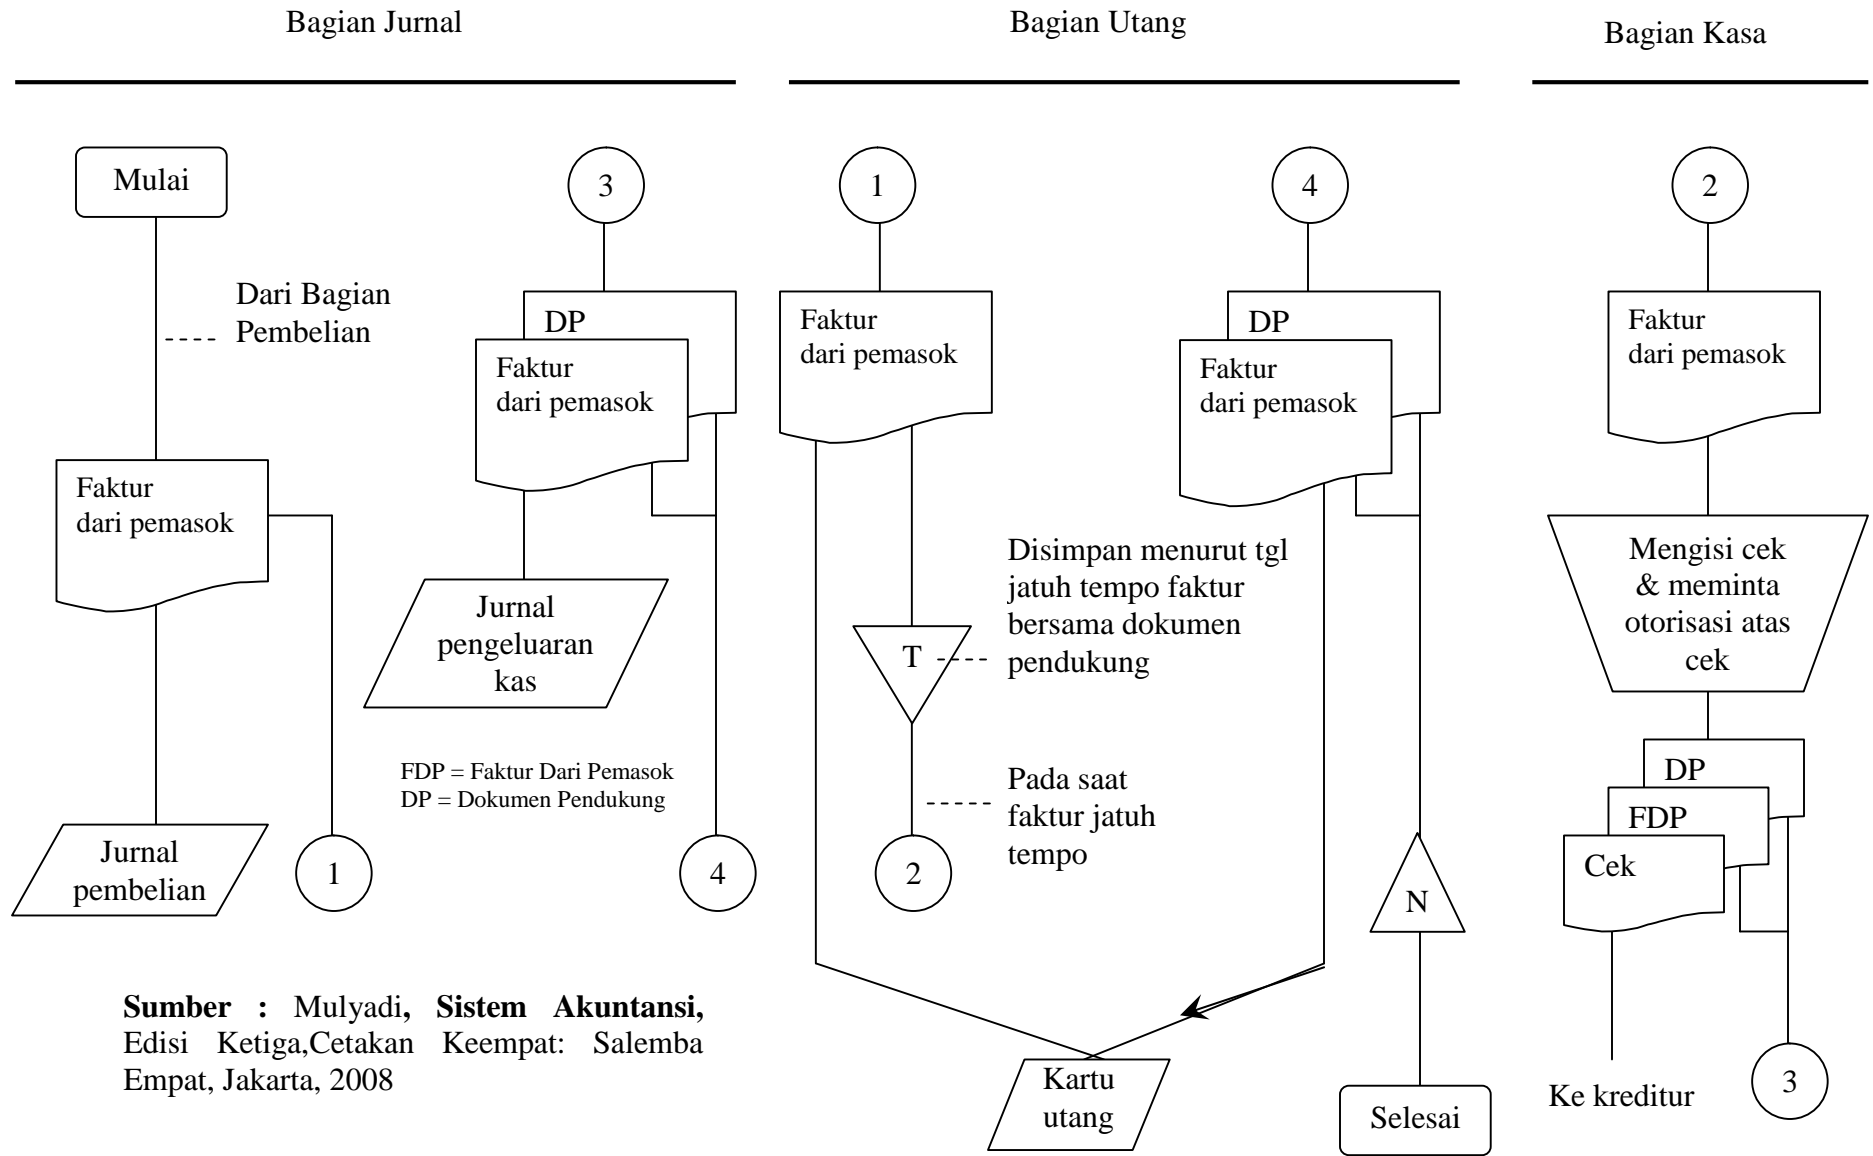 Bagian Jurnal
Bagian Utang
Bagian Kasa
Mulai
Dari Bagian
Pembelian
Faktur
dari pemasok
Jurnal
pembelian
1
3
DP
Faktur
dari pemasok
Jurnal
pengeluaran
kas
FDP = Faktur Dari Pemasok
DP = Dokumen Pendukung
4
1
Faktur
dari pemasok
T
Disimpan menurut tgl
jatuh tempo faktur
bersama dokumen
pendukung
Pada saat
faktur jatuh
tempo
2
4
DP
Faktur
dari pemasok
N
Kartu
utang
Selesai
2
Faktur
dari pemasok
Mengisi cek
& meminta
otorisasi atas
cek
DP
FDP
Cek
Ke kreditur
3
Sumber : Mulyadi, Sistem Akuntansi,
Edisi Ketiga,Cetakan Keempat: Salemba
Empat, Jakarta, 2008